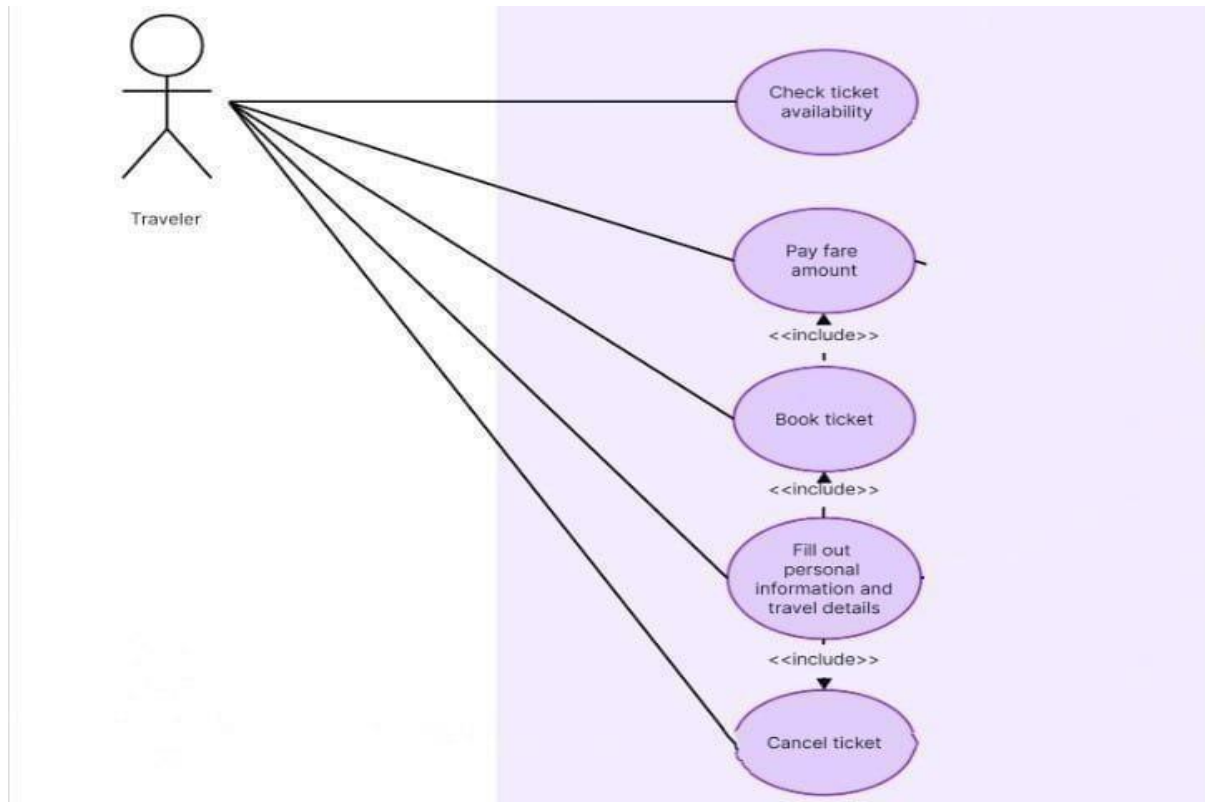 Check ticket
availability
Traveler
Pay fare
amount
<<include>>
Book ticket
<<include>>
Fill out
personal
information and
travel details
<<include>>
Cancel ticket